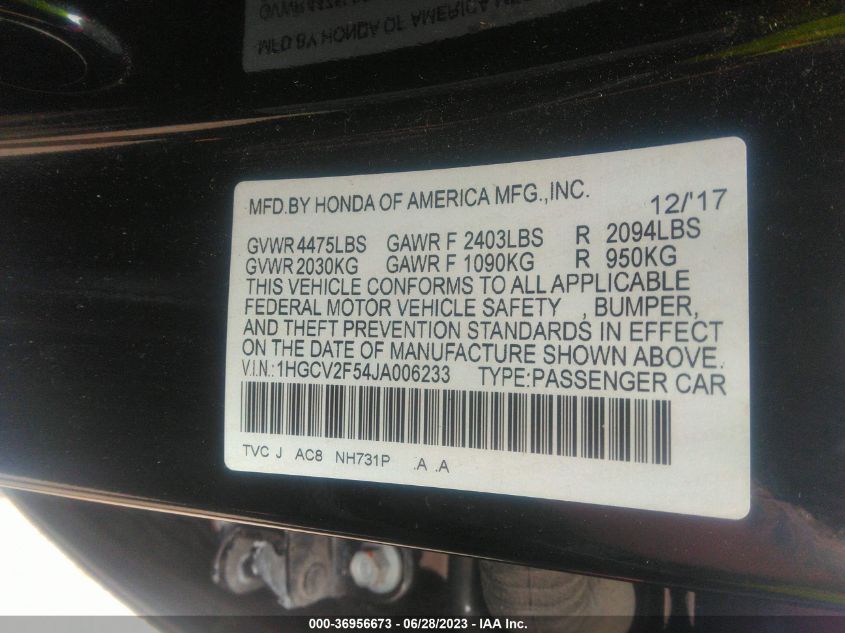 MFD.BY HONDA OF AMERICA MFG.,INC. 12/'17
GVWR 4475LBS GAWR F 2403LBS R 2094LBS
GVWR 2030KG GAWR F 1090KG R 950KG
THIS VEHICLE CONFORMS TO ALL APPLICABLE
FEDERAL MOTOR VEHICLE SAFETY , BUMPER,
AND THEFT PREVENTION STANDARDS IN EFFECT
ON THE DATE OF MANUFACTURE SHOWN ABOVE.
V.I.N.:1HGCV2F54JA006233 TYPE:PASSENGER CAR
TVC J AC8 NH731P .A .A
000-36956673 / 06/28/2023 - IAA Inc.